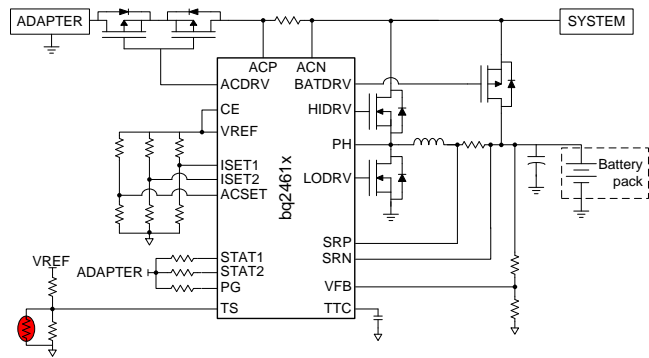 ADAPTER
SYSTEM
ACP
ACN
ACDRV
BATDRV
CE
HIDRV
VREF
PH
ISET1
ISET2
ACSET
LODRV
bq2461x
Battery
pack
SRP
SRN
STAT1
ADAPTER
STAT2
PG
VFB
VREF
TS
TTC